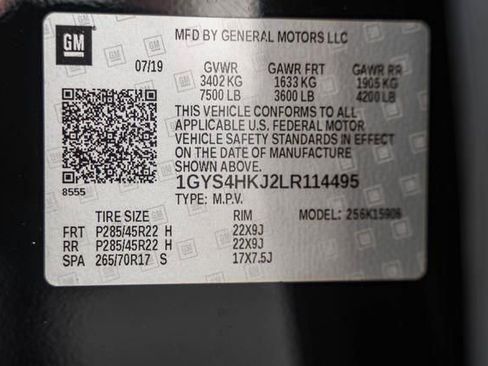 GM
MFD BY GENERAL MOTORS LLC
07/19 GVWR GAWR FRT GAWR RR
3402 KG 1633 KG 1905 KG
7500 LB 3600 LB 4200 LB
THIS VEHICLE CONFORMS TO ALL
APPLICABLE U.S. FEDERAL MOTOR
VEHICLE SAFETY STANDARDS IN EFFECT
ON THE DATE OF MANUFACTURE
SHOWN ABOVE.
8555
1GYS4HKJ2LR114495
TYPE: M.P.V.
TIRE SIZE RIM MODEL: 256K15906
FRT P285/45R22 H 22X9J
RR P285/45R22 H 22X9J
SPA 265/70R17 S 17X7.5J